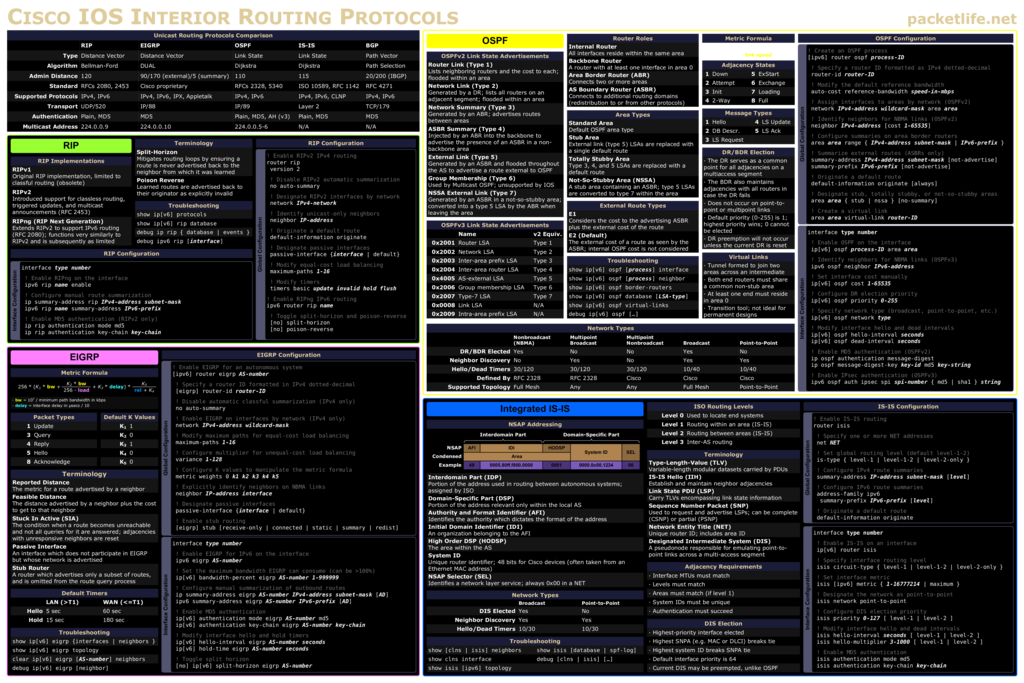 CISCO IOS INTERIOR ROUTING PROTOCOLS
packetlife.net
Unicast Routing Protocols Comparison
RIP EIGRP OSPF IS-IS BGP
Type Distance Vector Distance Vector Link State Link State Path Vector
Algorithm Bellman-Ford DUAL Dijkstra Dijkstra Path Selection
Admin Distance 120 90/170 (external)/5 (summary) 110 115 20/200 (IBGP)
Standard RFCs 2080, 2453 Cisco proprietary RFCs 2328, 5340 ISO 10589, RFC 1142 RFC 4271
Supported Protocols IPv4, IPv6 IPv4, IPv6, IPX, Appletalk IPv4, IPv6 IPv4, IPv6, CLNP IPv4, IPv6
Transport UDP/520 IP/88 IP/89 Layer 2 TCP/179
Authentication Plain, MD5 MD5 Plain, MD5, AH (v3) Plain, MD5 MD5
Multicast Address 224.0.0.9 224.0.0.10 224.0.0.5-6 N/A N/A
RIP
RIP Implementations
RIPv1
Original RIP implementation, limited to
classful routing (obsolete)
RIPv2
Introduced support for classless routing,
triggered updates, and multicast
announcements (RFC 2453)
RIPng (RIP Next Generation)
Extends RIPv2 to support IPv6 routing
(RFC 2080); functions very similarly to
RIPv2 and is subsequently as limited
Terminology
Split-Horizon
Mitigates routing loops by ensuring a
route is never advertised back to the
neighbor from which it was learned
Poison Reverse
Learned routes are advertised back to
their originator as explicitly invalid
Troubleshooting
show ip[v6] protocols
show ip[v6] rip database
debug ip rip { database | events }
debug ipv6 rip [interface]
RIP Configuration
Interface Configuration
interface type number
! Enable RIPng on the interface
ipv6 rip name enable
! Configure manual route summarization
ip summary-address rip IPv4-address subnet-mask
ipv6 rip name summary-address IPv6-prefix
! Enable MD5 authentication (RIPv2 only)
ip rip authentication mode md5
ip rip authentication key-chain key-chain
Global Configuration
! Enable RIPv2 IPv4 routing
router rip
version 2
! Disable RIPv2 automatic summarization
no auto-summary
! Designate RIPv2 interfaces by network
network IPv4-network
! Identify unicast-only neighbors
neighbor IP-address
! Originate a default route
default-information originate
! Designate passive interfaces
passive-interface {interface | default}
! Modify equal-cost load balancing
maximum-paths 1-16
! Modify timers
timers basic update invalid hold flush
! Enable RIPng IPv6 routing
ipv6 router rip name
! Toggle split-horizon and poison-reverse
[no] split-horizon
[no] poison-reverse
EIGRP
Metric Formula
256 * (K₁ * bw + K₂ * bw / 256 - load + K₃ * delay) * K₅ / rel + K₄
· bw = 10⁷ / minimum path bandwidth in kbps
· delay = interface delay in µsecs / 10
Packet Types Default K Values
1 Update K₁ 1
3 Query K₂ 0
4 Reply K₃ 1
5 Hello K₄ 0
8 Acknowledge K₅ 0
Terminology
Reported Distance
The metric for a route advertised by a neighbor
Feasible Distance
The distance advertised by a neighbor plus the cost
to get to that neighbor
Stuck In Active (SIA)
The condition when a route becomes unreachable
and not all queries for it are answered; adjacencies
with unresponsive neighbors are reset
Passive Interface
An interface which does not participate in EIGRP
but whose network is advertised
Stub Router
A router which advertises only a subset of routes,
and is omitted from the route query process
Default Timers
LAN (>T1) WAN (<=T1)
Hello 5 sec 60 sec
Hold 15 sec 180 sec
Troubleshooting
show ip[v6] eigrp {interfaces | neighbors }
show ip[v6] eigrp topology
clear ip[v6] eigrp [AS-number] neighbors
debug ip[v6] eigrp [neighbor]
EIGRP Configuration
Global Configuration
! Enable EIGRP for an autonomous system
[ipv6] router eigrp AS-number
! Specify a router ID formatted in IPv4 dotted-decimal
[eigrp] router-id router-ID
! Disable automatic classful summarization (IPv4 only)
no auto-summary
! Enable EIGRP on interfaces by network (IPv4 only)
network IPv4-address wildcard-mask
! Modify maximum paths for equal-cost load balancing
maximum-paths 1-16
! Configure multiplier for unequal-cost load balancing
variance 1-128
! Configure K values to manipulate the metric formula
metric weights 0 k1 k2 k3 k4 k5
! Explicitly identify neighbors on NBMA links
neighbor IP-address interface
! Designate passive interfaces
passive-interface {interface | default}
! Enable stub routing
[eigrp] stub [receive-only | connected | static | summary | redist]
Interface Configuration
interface type number
! Enable EIGRP for IPv6 on the interface
ipv6 eigrp AS-number
! Set the maximum bandwidth EIGRP can consume (can be >100%)
ip[v6] bandwidth-percent eigrp AS-number 1-999999
! Configure manual summarization of outbound routes
ip summary-address eigrp AS-number IPv4-address subnet-mask [AD]
ipv6 summary-address eigrp AS-number IPv6-prefix [AD]
! Enable MD5 authentication
ip[v6] authentication mode eigrp AS-number md5
ip[v6] authentication key-chain eigrp AS-number key-chain
! Modify interface hello and hold timers
ip[v6] hello-interval eigrp AS-number seconds
ip[v6] hold-time eigrp AS-number seconds
! Toggle split horizon
[no] ip[v6] split-horizon eigrp AS-number
OSPF
OSPFv2 Link State Advertisements
Router Link (Type 1)
Lists neighboring routers and the cost to each;
flooded within an area
Network Link (Type 2)
Generated by a DR; lists all routers on an
adjacent segment; flooded within an area
Network Summary (Type 3)
Generated by an ABR; advertises routes
between areas
ASBR Summary (Type 4)
Injected by an ABR into the backbone to
advertise the presence of an ASBR in a non-
backbone area
External Link (Type 5)
Generated by an ASBR and flooded throughout
the AS to advertise a route external to OSPF
Group Membership (Type 6)
Used by Multicast OSPF; unsupported by IOS
NSSA External Link (Type 7)
Generated by an ASBR in a not-so-stubby area;
converted into a type 5 LSA by the ABR when
leaving the area
OSPFv3 Link State Advertisements
Name v2 Equiv.
0x2001 Router LSA Type 1
0x2002 Network LSA Type 2
0x2003 Inter-area prefix LSA Type 3
0x2004 Inter-area router LSA Type 4
0x4005 AS-external LSA Type 5
0x2006 Group membership LSA Type 6
0x2007 Type-7 LSA Type 7
0x0008 Link LSA N/A
0x2009 Intra-area prefix LSA N/A
Router Roles
Internal Router
All interfaces reside within the same area
Backbone Router
A router with at least one interface in area 0
Area Border Router (ABR)
Connects two or more areas
AS Boundary Router (ASBR)
Connects to additional routing domains
(redistribution to or from other protocols)
Area Types
Standard Area
Default OSPF area type
Stub Area
External link (type 5) LSAs are replaced with
a single default route
Totally Stubby Area
Type 3, 4, and 5 LSAs are replaced with a
default route
Not-So-Stubby Area (NSSA)
A stub area containing an ASBR; type 5 LSAs
are converted to type 7 within the area
External Route Types
E1
Considers the cost to the advertising ASBR
plus the external cost of the route
E2 (Default)
The external cost of a route as seen by the
ASBR; internal OSPF cost is not considered
Troubleshooting
show ip[v6] ospf [process] interface
show ip[v6] ospf [process] neighbor
show ip[v6] ospf border-routers
show ip[v6] ospf database [LSA-type]
show ip[v6] ospf virtual-links
debug ip[v6] ospf […]
Metric Formula
Adjacency States
1 Down 5 ExStart
2 Attempt 6 Exchange
3 Init 7 Loading
4 2-Way 8 Full
Message Types
1 Hello 4 LS Update
2 DB Descr. 5 LS Ack
3 LS Request
DR/BDR Election
· The DR serves as a common
point for all adjacencies on a
multiaccess segment
· The BDR also maintains
adjacencies with all routers in
case the DR fails
· Does not occur on point-to-
point or multipoint links
· Default priority (0-255) is 1;
highest priority wins; 0 cannot
be elected
· DR preemption will not occur
unless the current DR is reset
Virtual Links
· Tunnel formed to join two
areas across an intermediate
· Both end routers must share
a common non-stub area
· At least one end must reside
in area 0
· Transition tool; not ideal for
permanent designs
Network Types
Nonbroadcast (NBMA) Multipoint Broadcast Multipoint Nonbroadcast Broadcast Point-to-Point
DR/BDR Elected Yes No No Yes No
Neighbor Discovery No Yes No Yes Yes
Hello/Dead Timers 30/120 30/120 30/120 10/40 10/40
Defined By RFC 2328 RFC 2328 Cisco Cisco Cisco
Supported Topology Full Mesh Any Any Full Mesh Point-to-Point
OSPF Configuration
Global Configuration
! Create an OSPF process
[ipv6] router ospf process-ID
! Specify a router ID formatted as IPv4 dotted-decimal
router-id router-ID
! Modify the default reference bandwidth
auto-cost reference-bandwidth speed-in-mbps
! Assign interfaces to areas by network (OSPFv2)
network IPv4-address wildcard-mask area area
! Identify neighbors for NBMA links (OSPFv2)
neighbor IPv4-address [cost 1-65535]
! Configure summaries on area border routers
area area range { IPv4-address subnet-mask | IPv6-prefix }
! Summarize external routes (ASBRs only)
summary-address IPv4-address subnet-mask [not-advertise]
summary-prefix IPv6-prefix [not-advertise]
! Originate a default route
default-information originate [always]
! Designate stub, totally stubby, or not-so-stubby areas
area area { stub | nssa } [no-summary]
! Create a virtual link
area area virtual-link router-ID
Interface Configuration
interface type number
! Enable OSPF on the interface
ip[v6] ospf process-ID area area
! Identify neighbors for NBMA links (OSPFv3)
ipv6 ospf neighbor IPv6-address
! Set interface cost manually
ip[v6] ospf cost 1-65535
! Configure DR election priority
ip[v6] ospf priority 0-255
! Specify network type (broadcast, point-to-point, etc.)
ip[v6] ospf network type
! Modify interface hello and dead intervals
ip[v6] ospf hello-interval seconds
ip[v6] ospf dead-interval seconds
! Enable MD5 authentication (OSPFv2)
ip ospf authentication message-digest
ip ospf message-digest-key key-id md5 key-string
! Enable IPsec authentication (OSPFv3)
ipv6 ospf auth ipsec spi spi-number { md5 | sha1 } string
Integrated IS-IS
NSAP Addressing
Interdomain Part Domain-Specific Part
NSAP AFI IDI HODSP System ID SEL
Condensed Area
Interdomain Part (IDP)
Portion of the address used in routing between autonomous systems;
assigned by ISO
Domain-Specific Part (DSP)
Portion of the address relevant only within the local AS
Authority and Format Identifier (AFI)
Identifies the authority which dictates the format of the address
Initial Domain Identifier (IDI)
An organization belonging to the AFI
High Order DSP (HODSP)
The area within the AS
System ID
Unique router identifier; 48 bits for Cisco devices (often taken from an
Ethernet MAC address)
NSAP Selector (SEL)
Identifies a network layer service; always 0x00 in a NET
Network Types
Broadcast Point-to-Point
DIS Elected Yes No
Neighbor Discovery Yes Yes
Hello/Dead Timers 10/30 10/30
Troubleshooting
show {clns | isis} neighbor show isis [database | spf-log]
show clns interface debug [clns | isis] […]
show isis [ipv6] topology
ISO Routing Levels
Level 0 Used to locate end systems
Level 1 Routing within an area (IS-IS)
Level 2 Routing between areas (IS-IS)
Level 3 Inter-AS routing
Terminology
Type-Length-Value (TLV)
Variable-length modular datasets carried by PDUs
IS-IS Hello (IIH)
Establish and maintain neighbor adjacencies
Link State PDU (LSP)
Carry TLVs encompassing link state information
Sequence Number Packet (SNP)
Used to request and advertise LSPs; can be complete
(CSNP) or partial (PSNP)
Network Entity Title (NET)
Unique router ID; includes area ID
Designated Intermediate System (DIS)
A pseudonode responsible for emulating point-to-
point links across a multi-access segment
Adjacency Requirements
· Interface MTUs must match
· Levels must match
· Areas must match (if level 1)
· System IDs must be unique
· Authentication must succeed
DIS Election
· Highest-priority interface elected
· Highest SNPA (e.g. MAC or DLCI) breaks tie
· Highest system ID breaks SNPA tie
· Default interface priority is 64
· Current DIS may be preempted, unlike OSPF
IS-IS Configuration
Global Configuration
! Enable IS-IS routing
router isis
! Specify one or more NET addresses
net NET
! Set global routing level (default level-1-2)
is-type { level-1 | level-1-2 | level-2-only }
! Configure IPv4 route summaries
summary-address IPv4-address subnet-mask [level]
! Configure IPv6 route summaries
address-family ipv6
summary-prefix IPv6-prefix [level]
! Originate a default route
default-information originate
Interface Configuration
interface type number
! Enable IS-IS on an interface
ip[v6] router isis
! Specify interface routing level
isis circuit-type { level-1 | level-1-2 | level-2-only }
! Set interface metric
isis [ipv6] metric { 1-16777214 | maximum }
! Designate the network as point-to-point
isis network point-to-point
! Configure DIS election priority
isis priority 0-127 [ level-1 | level-2 ]
! Modify interface hello and dead intervals
isis hello-interval seconds [ level-1 | level-2 ]
isis hello-multiplier 3-1000 [ level-1 | level-2 ]
! Enable MD5 authentication
isis authentication mode md5
isis authentication key-chain key-chain